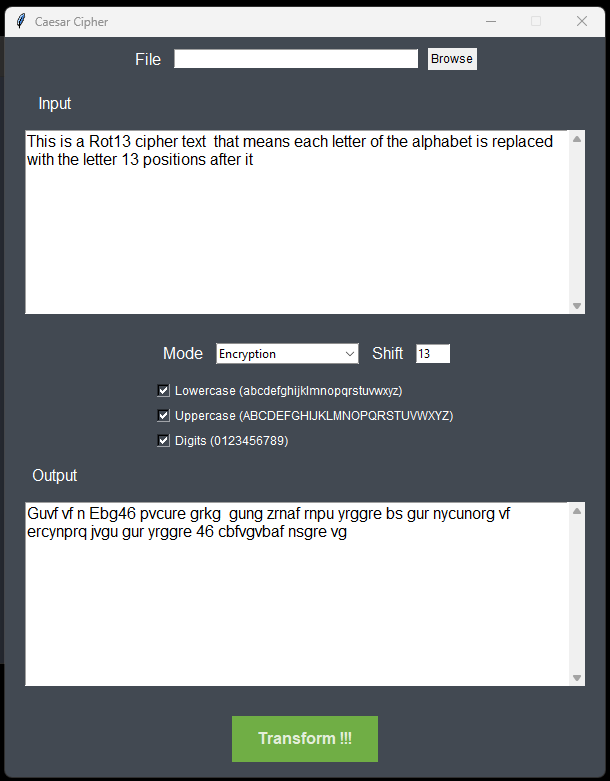 Caesar Cipher
File Browse
Input
This is a Rot13 cipher text  that means each letter of the alphabet is replaced
with the letter 13 positions after it
Mode Encryption Shift 13
Lowercase (abcdefghijklmnopqrstuvwxyz)
Uppercase (ABCDEFGHIJKLMNOPQRSTUVWXYZ)
Digits (0123456789)
Output
Guvf vf n Ebg46 pvcure grkg  gung zrnaf rnpu yrggre bs gur nycunorg vf
ercynprq jvgu gur yrggre 46 cbfvgvbaf nsgre vg
Transform !!!